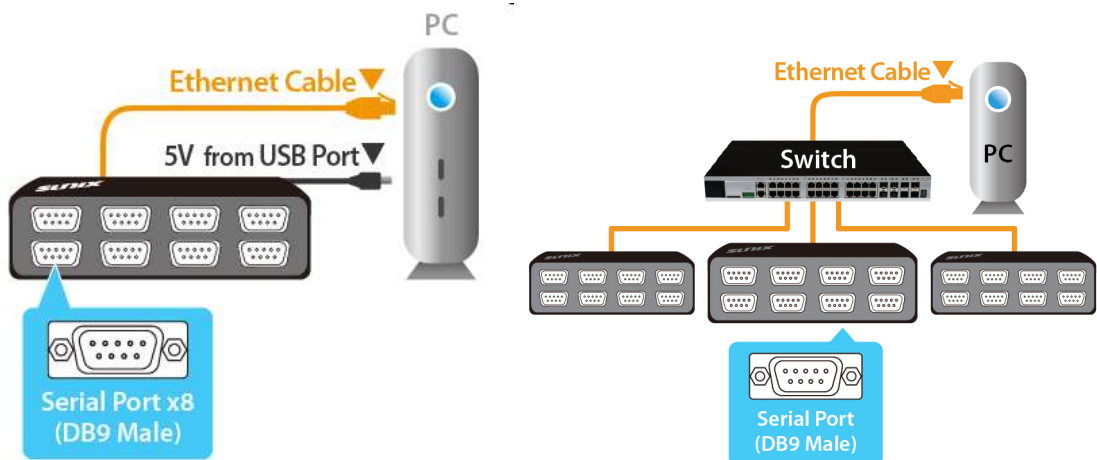 PC
Ethernet Cable▼
5V from USB Port▼
SUNIX
Serial Port x8
(DB9 Male)
Ethernet Cable▼
Switch
PC
SUNIX
SUNIX
SUNIX
Serial Port
(DB9 Male)